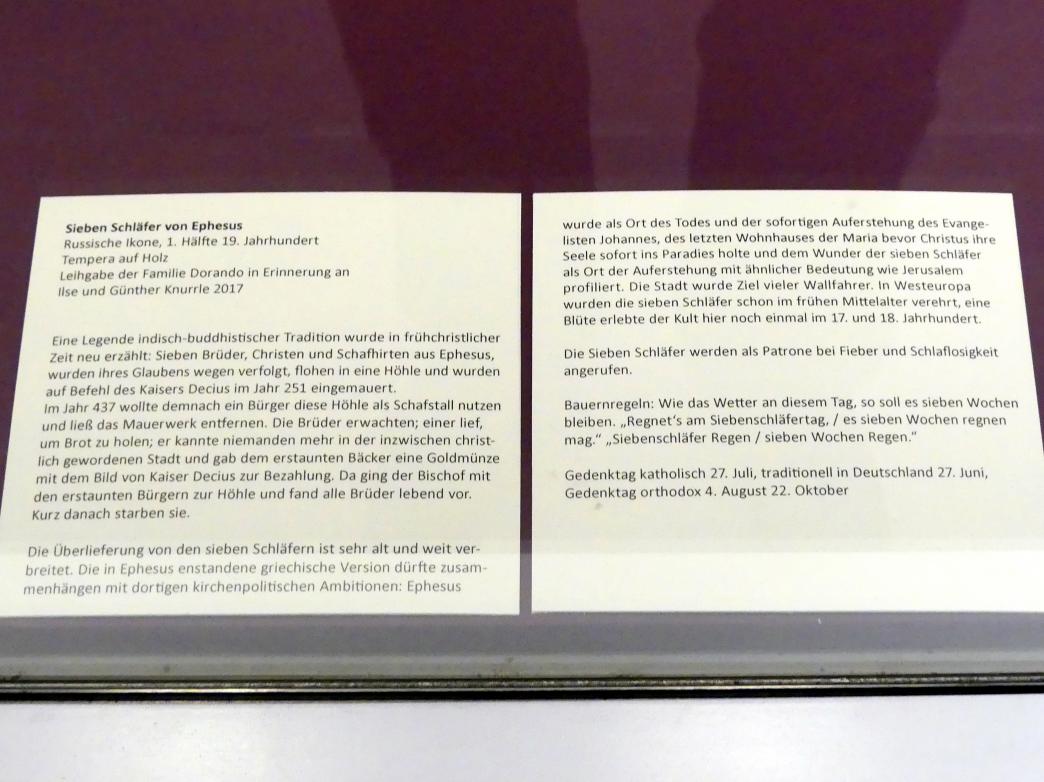 Sieben Schläfer von Ephesus
Russische Ikone, 1. Hälfte 19. Jahrhundert
Tempera auf Holz
Leihgabe der Familie Dorando in Erinnerung an
Ilse und Günther Knurrle 2017
Eine Legende indisch-buddhistischer Tradition wurde in frühchristlicher
Zeit neu erzählt: Sieben Brüder, Christen und Schafhirten aus Ephesus,
wurden ihres Glaubens wegen verfolgt, flohen in eine Höhle und wurden
auf Befehl des Kaisers Decius im Jahr 251 eingemauert.
Im Jahr 437 wollte demnach ein Bürger diese Höhle als Schafstall nutzen
und ließ das Mauerwerk entfernen. Die Brüder erwachten; einer lief,
um Brot zu holen; er kannte niemanden mehr in der inzwischen christ-
lich gewordenen Stadt und gab dem erstaunten Bäcker eine Goldmünze
mit dem Bild von Kaiser Decius zur Bezahlung. Da ging der Bischof mit
den erstaunten Bürgern zur Höhle und fand alle Brüder lebend vor.
Kurz danach starben sie.
Die Überlieferung von den sieben Schläfern ist sehr alt und weit ver-
breitet. Die in Ephesus enstandene griechische Version dürfte zusam-
menhängen mit dortigen kirchenpolitischen Ambitionen: Ephesus
wurde als Ort des Todes und der sofortigen Auferstehung des Evange-
listen Johannes, des letzten Wohnhauses der Maria bevor Christus ihre
Seele sofort ins Paradies holte und dem Wunder der sieben Schläfer
als Ort der Auferstehung mit ähnlicher Bedeutung wie Jerusalem
profiliert. Die Stadt wurde Ziel vieler Wallfahrer. In Westeuropa
wurden die sieben Schläfer schon im frühen Mittelalter verehrt, eine
Blüte erlebte der Kult hier noch einmal im 17. und 18. Jahrhundert.
Die Sieben Schläfer werden als Patrone bei Fieber und Schlaflosigkeit
angerufen.
Bauernregeln: Wie das Wetter an diesem Tag, so soll es sieben Wochen
bleiben. „Regnet‘s am Siebenschläfertag, / es sieben Wochen regnen
mag.“ „Siebenschläfer Regen / sieben Wochen Regen.“
Gedenktag katholisch 27. Juli, traditionell in Deutschland 27. Juni,
Gedenktag orthodox 4. August 22. Oktober